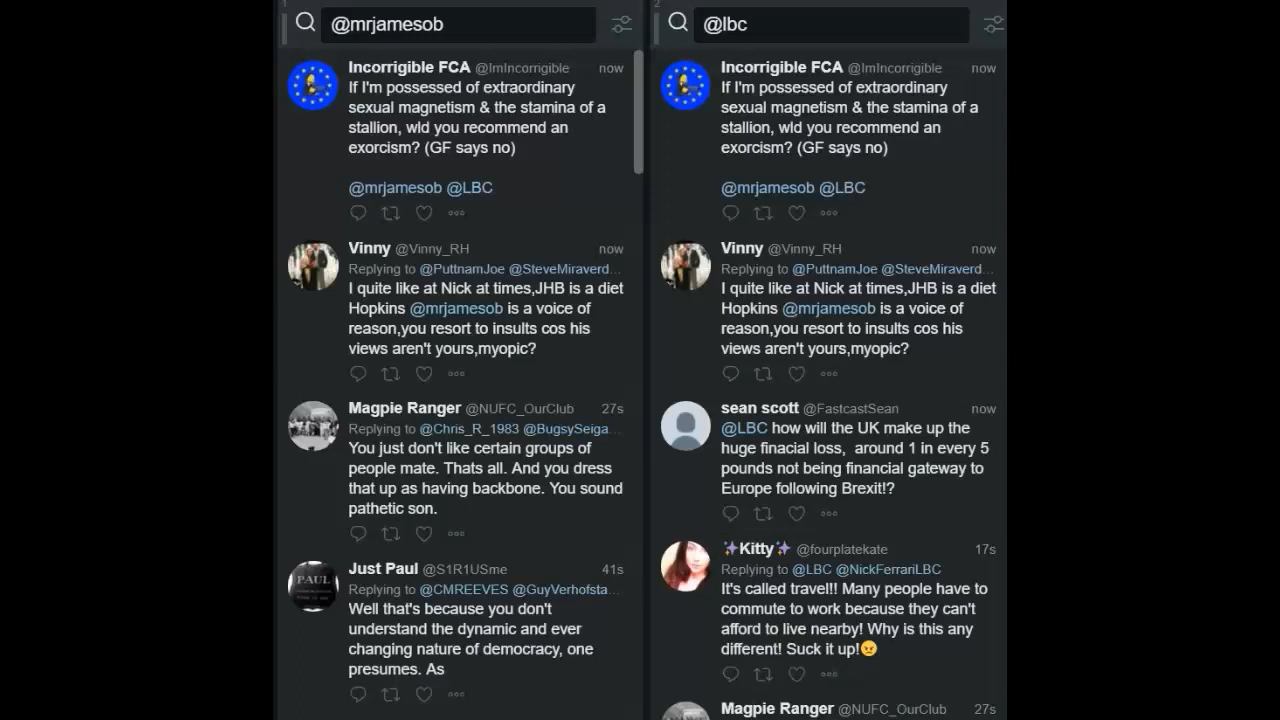 1
@mrjamesob
Incorrigible FCA @ImIncorrigible now
If I'm possessed of extraordinary
sexual magnetism & the stamina of a
stallion, wld you recommend an
exorcism? (GF says no)
@mrjamesob @LBC
Vinny @Vinny_RH now
Replying to @PuttnamJoe @SteveMiraverd...
I quite like at Nick at times,JHB is a diet
Hopkins @mrjamesob is a voice of
reason,you resort to insults cos his
views aren't yours,myopic?
Magpie Ranger @NUFC_OurClub 27s
Replying to @Chris_R_1983 @BugsySeiga...
You just don't like certain groups of
people mate. Thats all. And you dress
that up as having backbone. You sound
pathetic son.
PAUL
Just Paul @S1R1USme 41s
Replying to @CMREEVES @GuyVerhofsta...
Well that's because you don't
understand the dynamic and ever
changing nature of democracy, one
presumes. As
2
@lbc
Incorrigible FCA @ImIncorrigible now
If I'm possessed of extraordinary
sexual magnetism & the stamina of a
stallion, wld you recommend an
exorcism? (GF says no)
@mrjamesob @LBC
Vinny @Vinny_RH now
Replying to @PuttnamJoe @SteveMiraverd...
I quite like at Nick at times,JHB is a diet
Hopkins @mrjamesob is a voice of
reason,you resort to insults cos his
views aren't yours,myopic?
sean scott @FastcastSean now
@LBC how will the UK make up the
huge finacial loss,  around 1 in every 5
pounds not being financial gateway to
Europe following Brexit!?
✨Kitty✨ @fourplatekate 17s
Replying to @LBC @NickFerrariLBC
It's called travel!! Many people have to
commute to work because they can't
afford to live nearby! Why is this any
different! Suck it up!😠
Magpie Ranger @NUFC_OurClub 27s